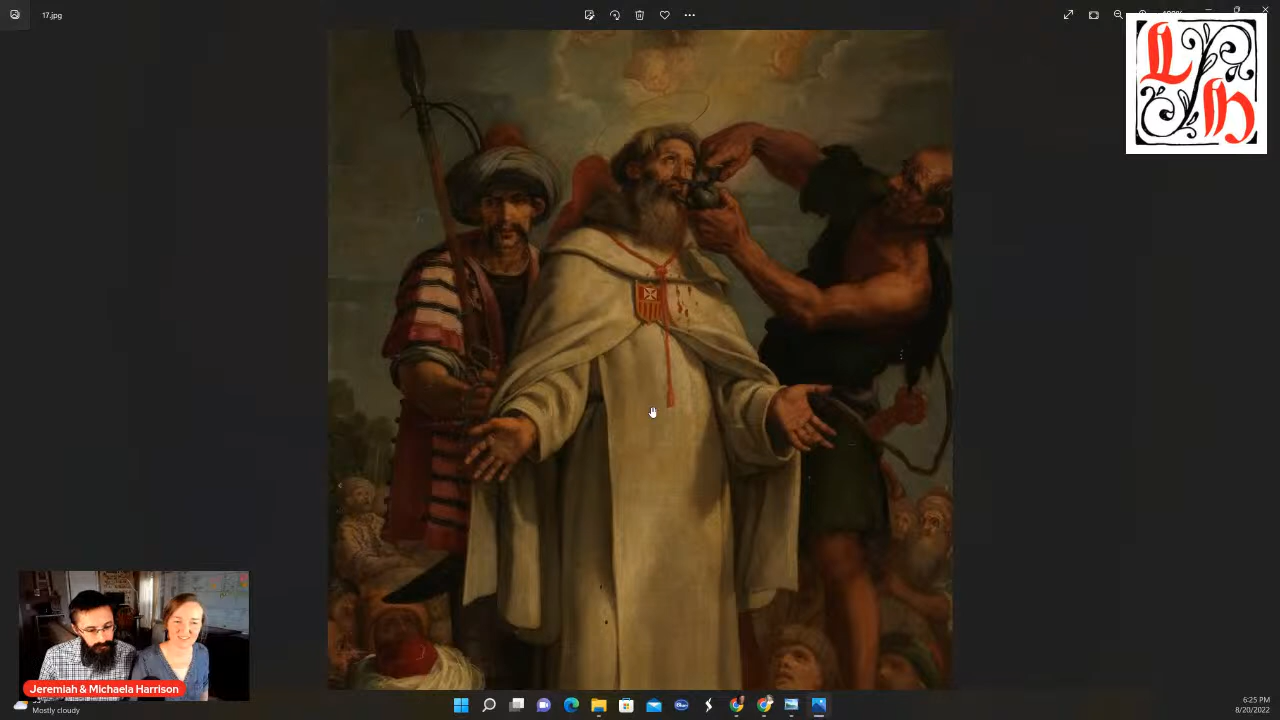 17.jpg
L
H
Jeremiah & Michaela Harrison
Mostly cloudy
6:25 PM
8/20/2022